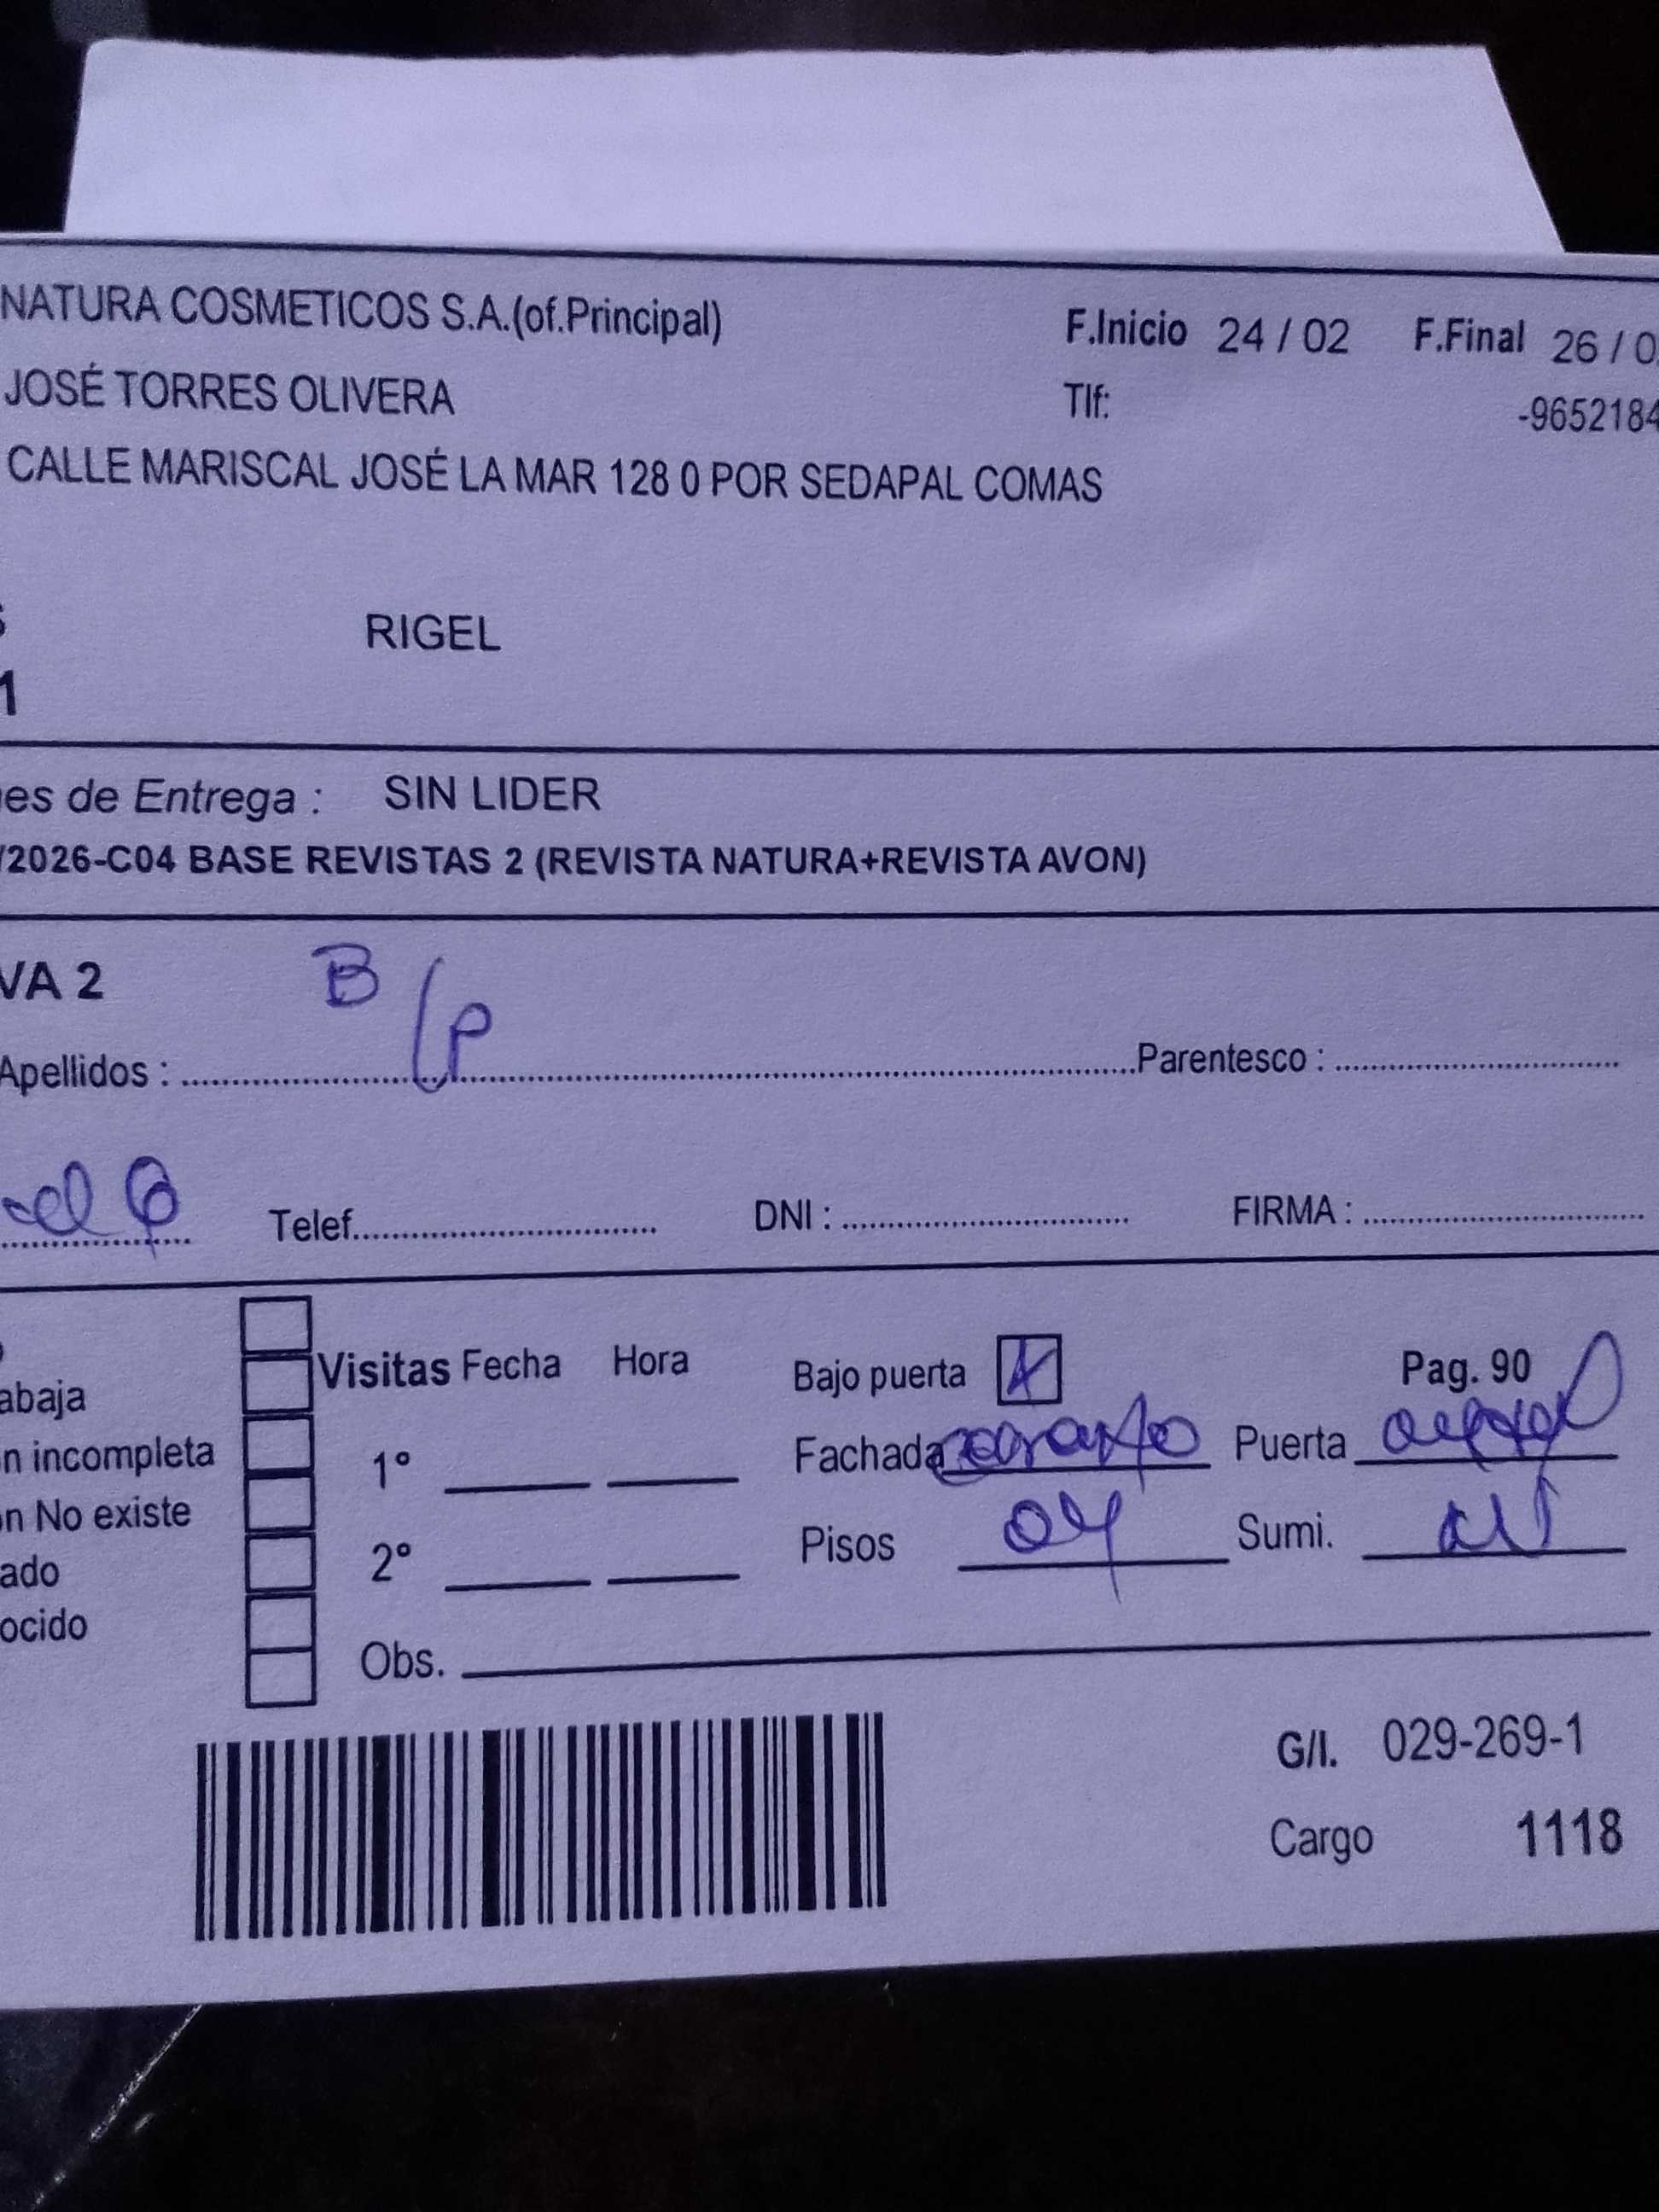 NATURA COSMETICOS S.A.(of.Principal) F.Inicio 24 / 02 F.Final 26 / 0
JOSÉ TORRES OLIVERA Tlf: -9652184
CALLE MARISCAL JOSÉ LA MAR 128 0 POR SEDAPAL COMAS
RIGEL
1
es de Entrega : SIN LIDER
/2026-C04 BASE REVISTAS 2 (REVISTA NATURA+REVISTA AVON)
VA 2 B/P
Apellidos : Parentesco :
Telef. DNI : FIRMA :
Visitas Fecha Hora Bajo puerta Pag. 90
abaja
n incompleta 1° Fachada Puerta
n No existe
ado 2° Pisos 04 Sumi.
ocido
Obs.
G/I. 029-269-1
Cargo 1118